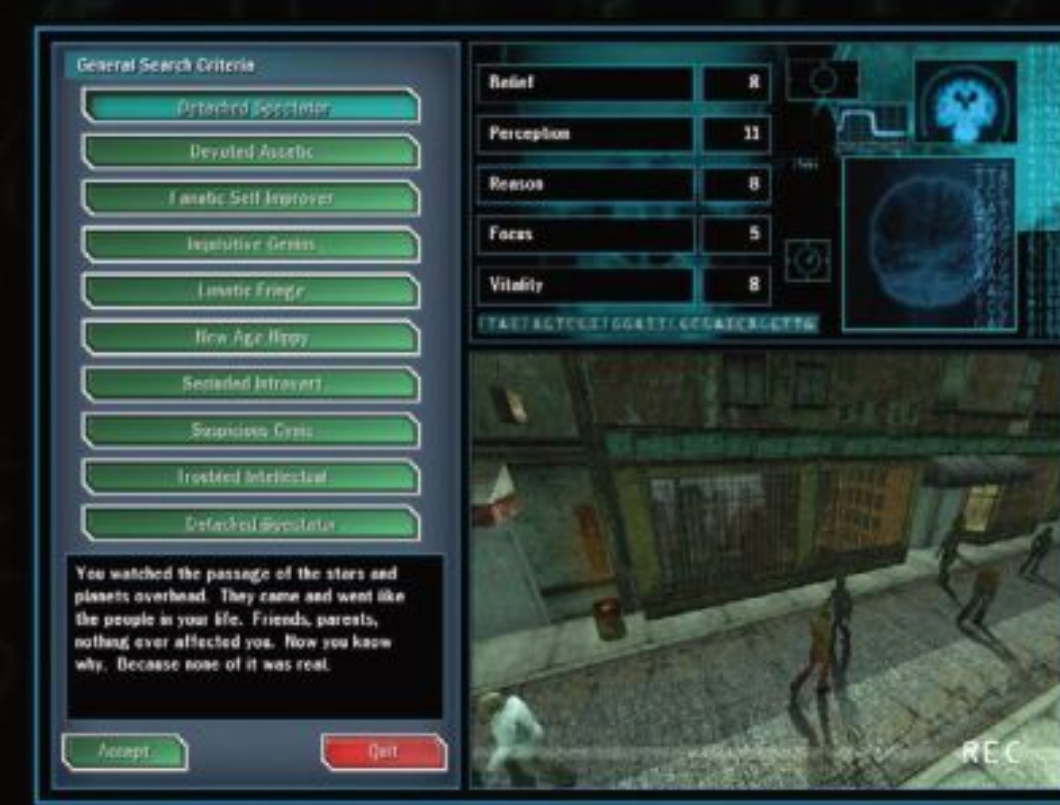 General Search Criteria
Detached Spectator
Devoted Ascetic
Fanatic Self Improver
Inquisitive Genius
Lunatic Fringe
New Age Hippy
Secluded Introvert
Suspicious Cynic
Troubled Intellectual
Detached Spectator
You watched the passage of the stars and
planets overhead. They came and went like
the people in your life. Friends, parents,
nothing ever affected you. Now you know
why. Because none of it was real.
Accept
Quit
Belief 8
Perception 11
Reason 8
Focus 5
Vitality 8
REC